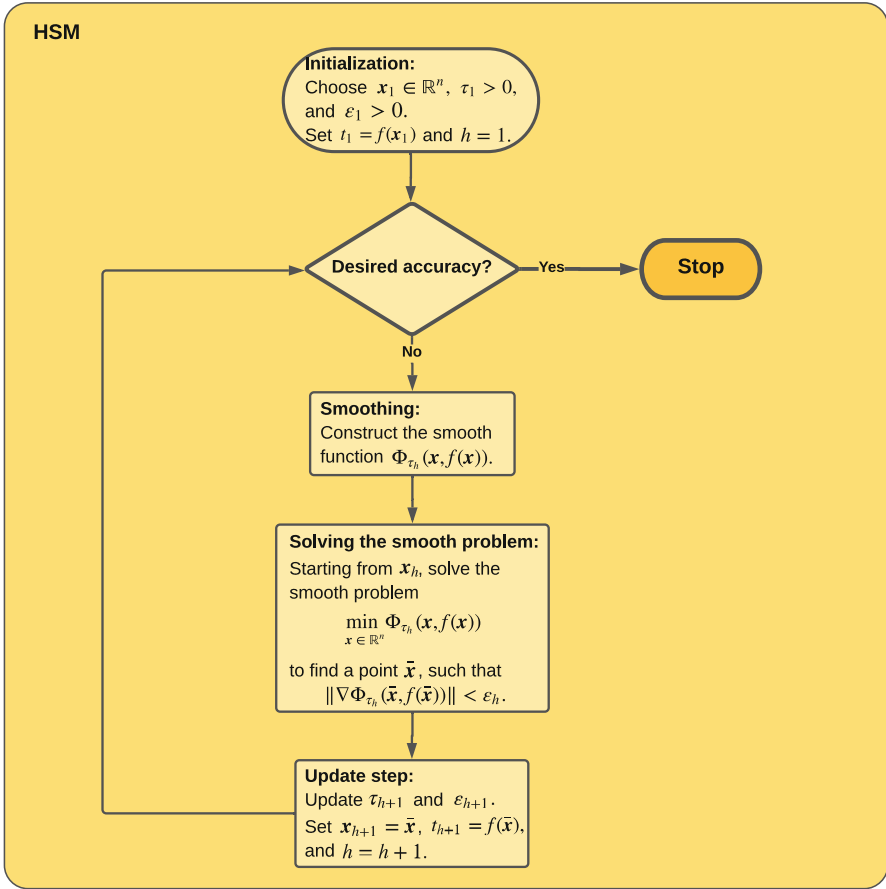 HSM
Initialization:
Choose 𝒙₁ ∈ ℝⁿ, τ₁ > 0,
and ε₁ > 0.
Set t₁ = f(𝒙₁) and h = 1.
Desired accuracy?
Yes
Stop
No
Smoothing:
Construct the smooth
function Φ_{τ_h}(𝒙, f(𝒙)).
Solving the smooth problem:
Starting from 𝒙_h, solve the
smooth problem
min Φ_{τ_h}(𝒙, f(𝒙))
𝒙 ∈ ℝⁿ
to find a point 𝒙̄, such that
‖∇Φ_{τ_h}(𝒙̄, f(𝒙̄))‖ < ε_h.
Update step:
Update τ_{h+1} and ε_{h+1}.
Set 𝒙_{h+1} = 𝒙̄, t_{h+1} = f(𝒙̄),
and h = h + 1.